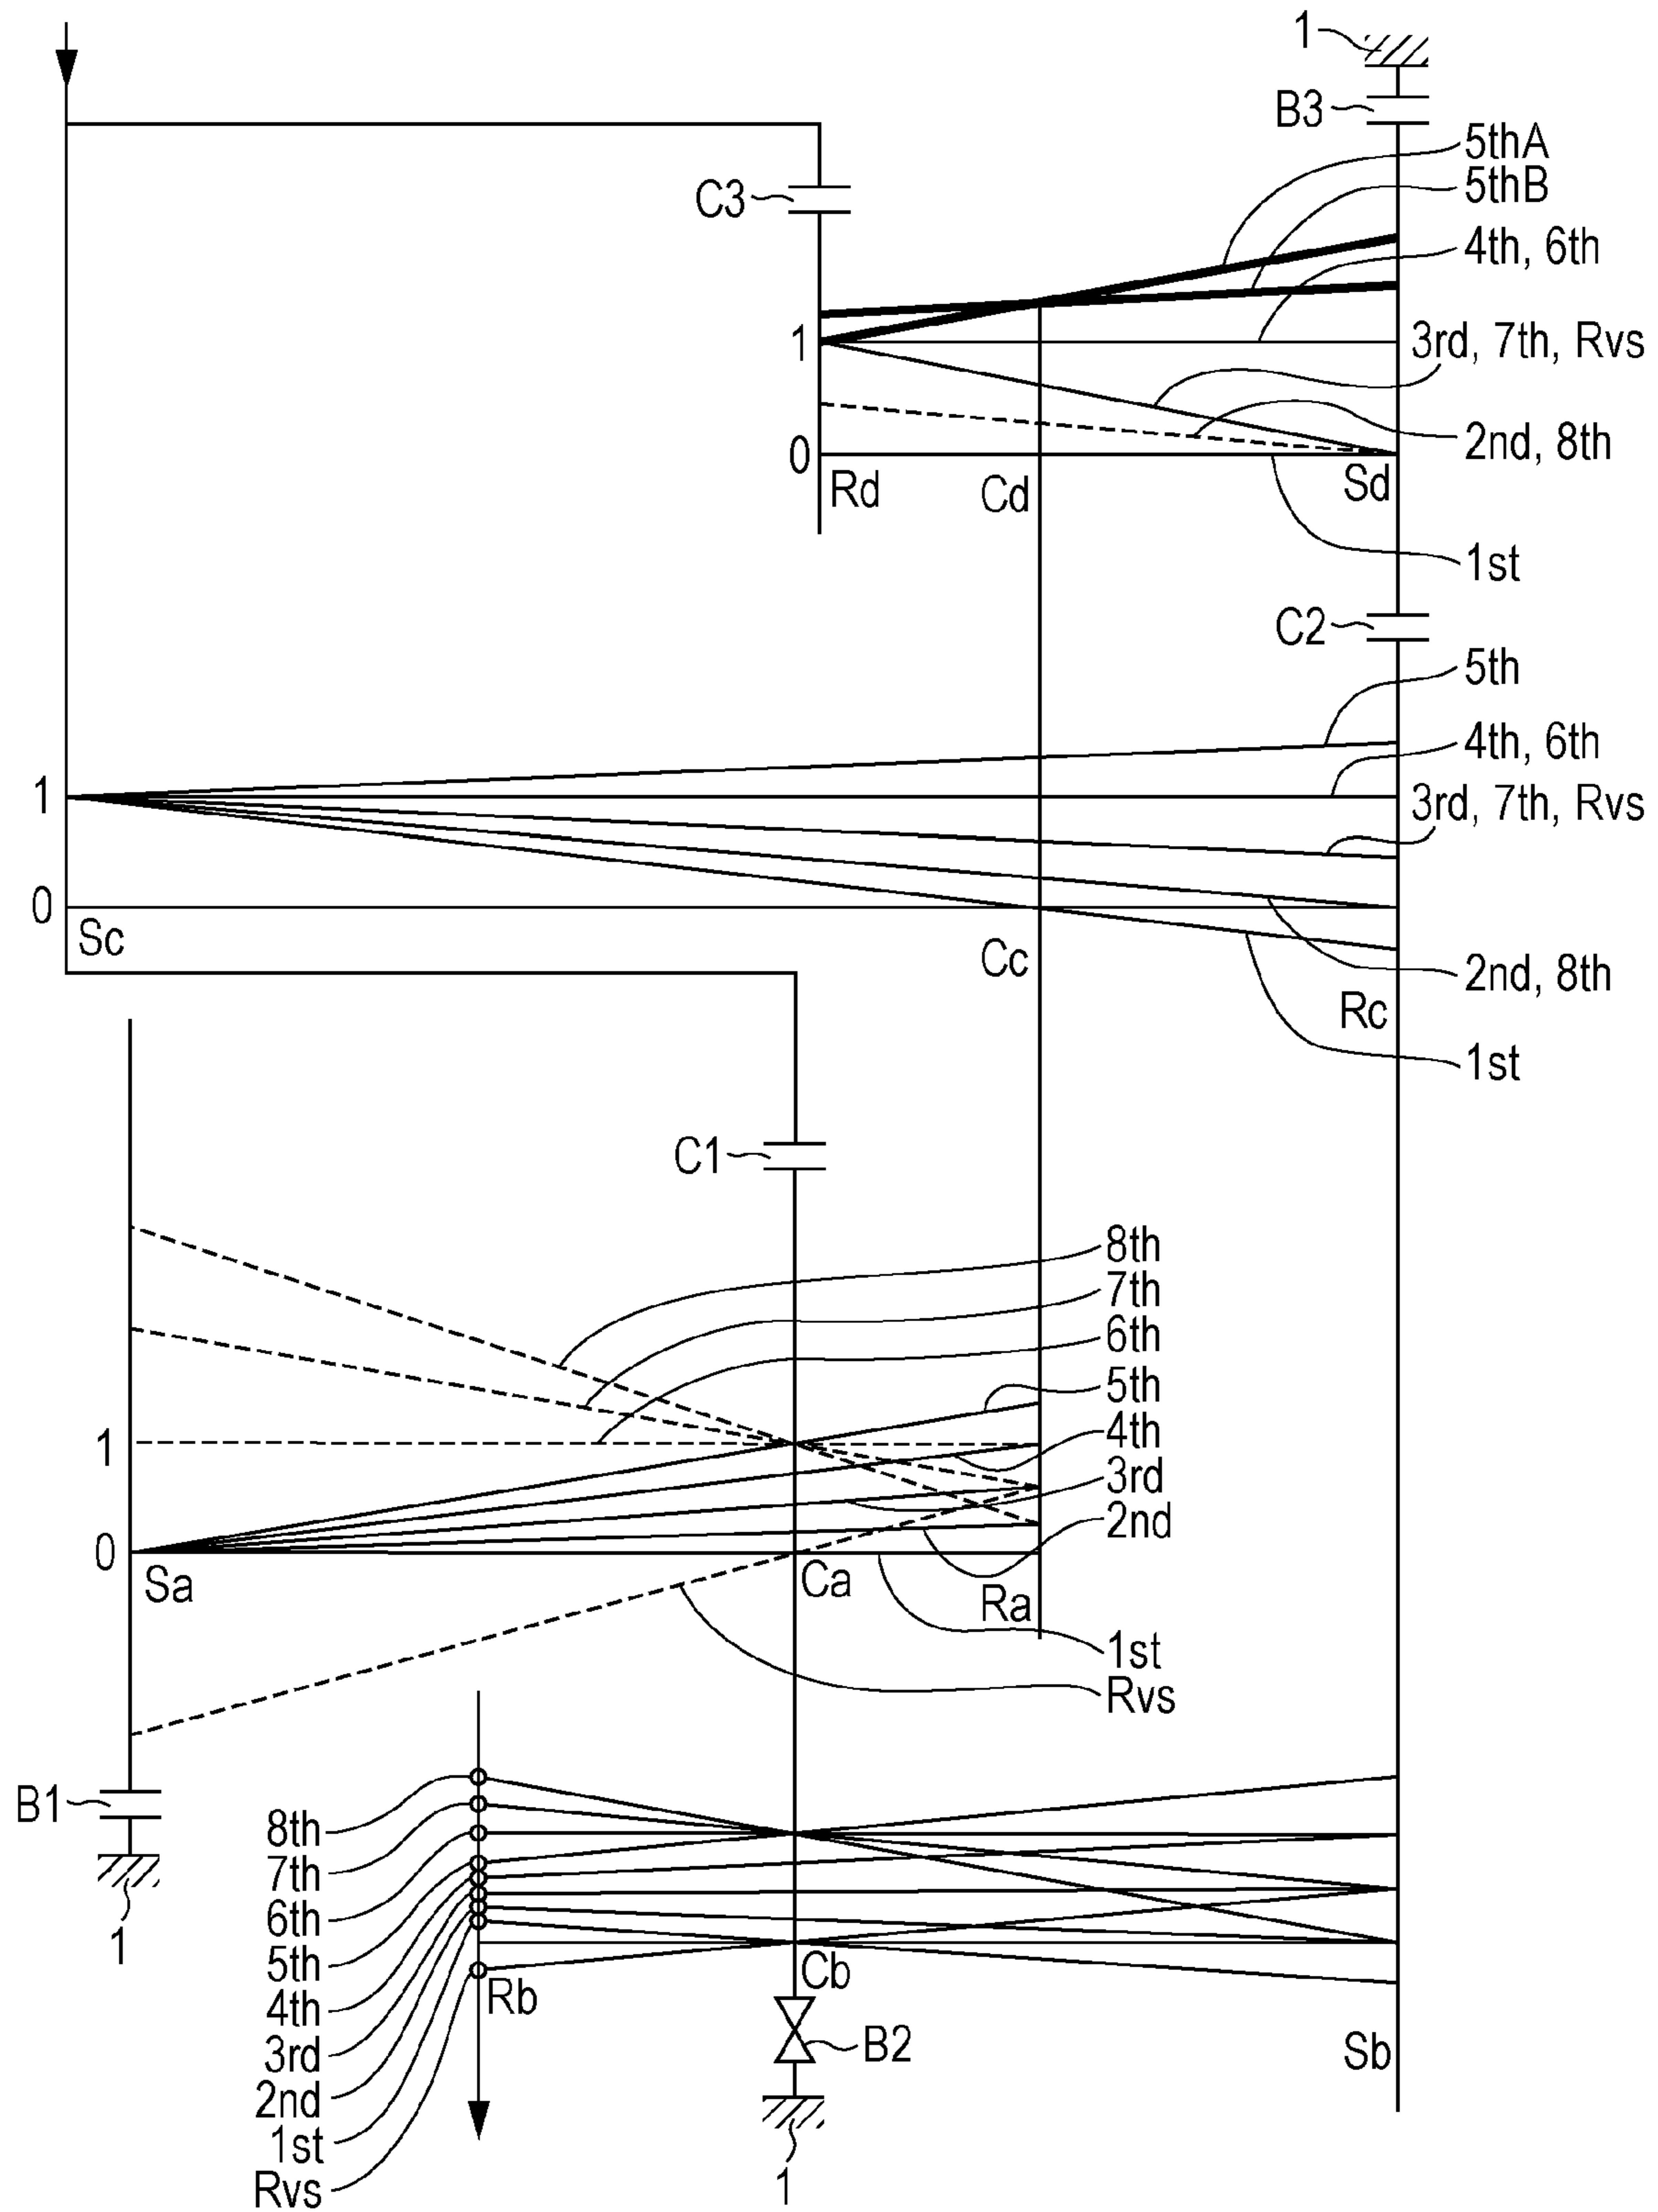 1
B3
5thA
5thB
C3
4th, 6th
1
3rd, 7th, Rvs
2nd, 8th
0
Rd
Cd
Sd
1st
C2
5th
4th, 6th
1
3rd, 7th, Rvs
0
Sc
Cc
2nd, 8th
Rc
1st
C1
8th
7th
6th
5th
1
4th
3rd
2nd
0
Sa
Ca
Ra
1st
Rvs
B1
8th
7th
6th
1
5th
Cb
Rb
4th
B2
3rd
Sb
2nd
1st
1
Rvs